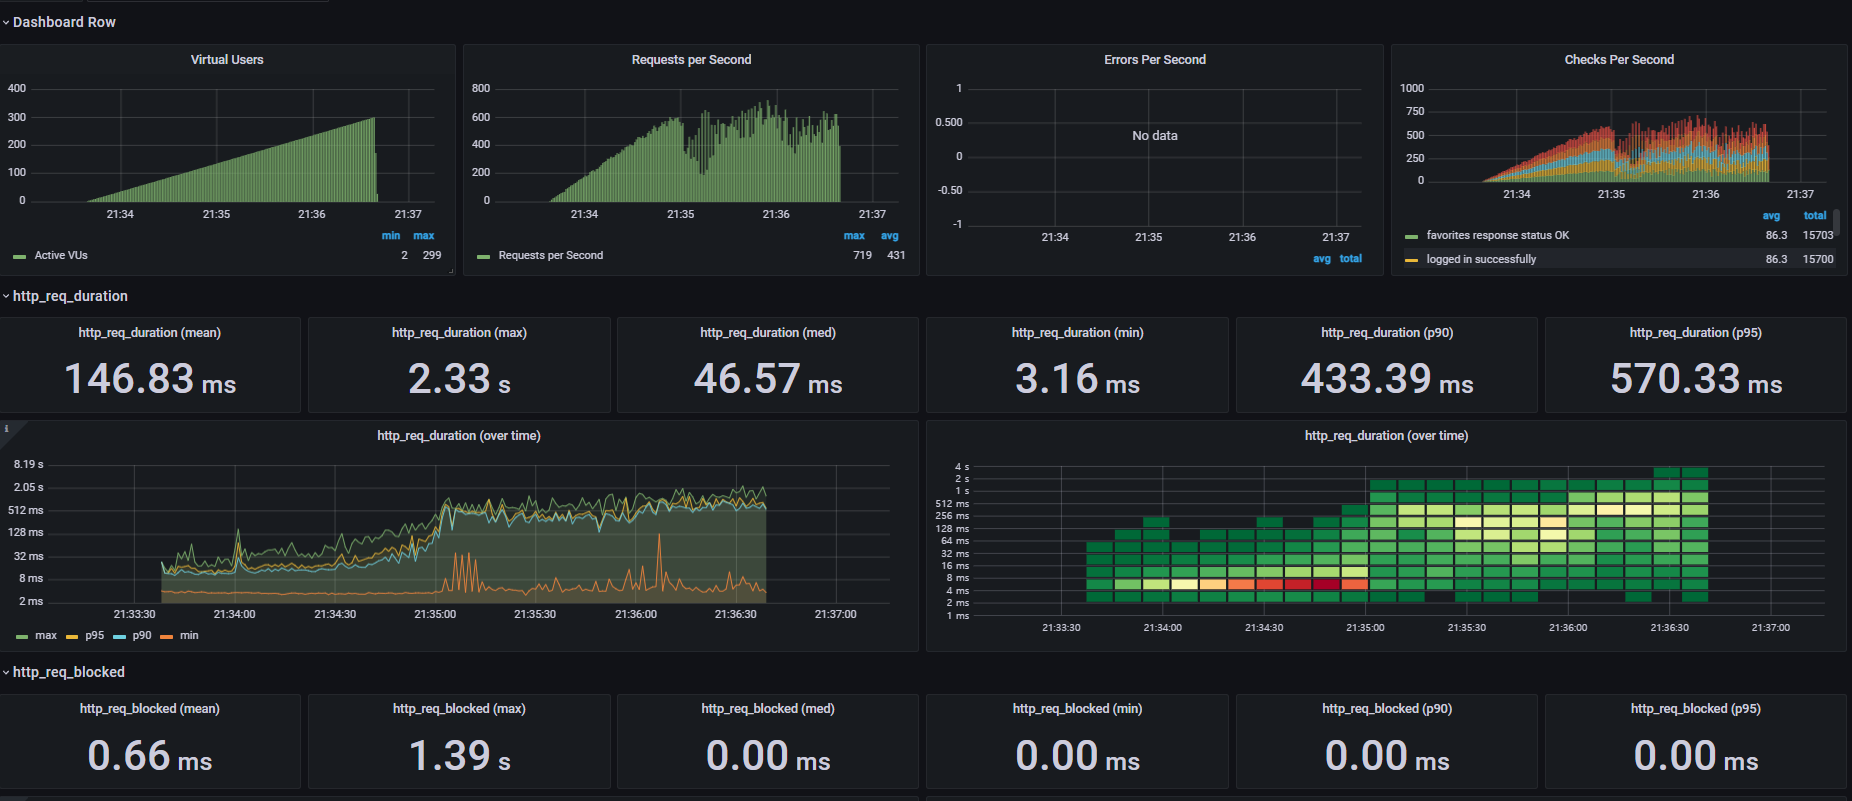 Dashboard Row
Virtual Users
400
300
200
100
0
21:34 21:35 21:36 21:37
min max
Active VUs 2 299
Requests per Second
800
600
400
200
0
21:34 21:35 21:36 21:37
max avg
Requests per Second 719 431
Errors Per Second
1
0.500
0
-0.50
-1
No data
21:34 21:35 21:36 21:37
avg total
Checks Per Second
1000
750
500
250
0
21:34 21:35 21:36 21:37
avg total
favorites response status OK 86.3 15703
logged in successfully 86.3 15700
http_req_duration
http_req_duration (mean)
146.83 ms
http_req_duration (max)
2.33 s
http_req_duration (med)
46.57 ms
http_req_duration (min)
3.16 ms
http_req_duration (p90)
433.39 ms
http_req_duration (p95)
570.33 ms
i
http_req_duration (over time)
8.19 s
2.05 s
512 ms
128 ms
32 ms
8 ms
2 ms
21:33:30 21:34:00 21:34:30 21:35:00 21:35:30 21:36:00 21:36:30 21:37:00
max p95 p90 min
http_req_duration (over time)
4 s
2 s
1 s
512 ms
256 ms
128 ms
64 ms
32 ms
16 ms
8 ms
4 ms
2 ms
1 ms
21:33:30 21:34:00 21:34:30 21:35:00 21:35:30 21:36:00 21:36:30 21:37:00
http_req_blocked
http_req_blocked (mean)
0.66 ms
http_req_blocked (max)
1.39 s
http_req_blocked (med)
0.00 ms
http_req_blocked (min)
0.00 ms
http_req_blocked (p90)
0.00 ms
http_req_blocked (p95)
0.00 ms